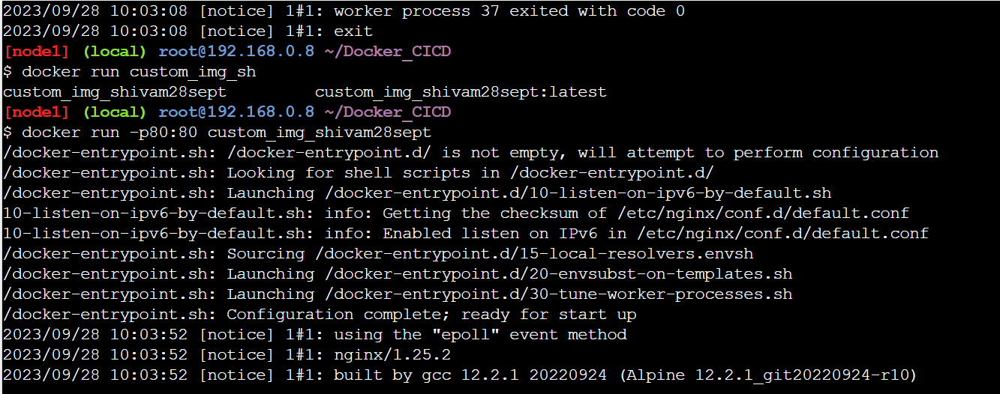 2023/09/28 10:03:08 [notice] 1#1: worker process 37 exited with code 0
2023/09/28 10:03:08 [notice] 1#1: exit
[node1] (local) root@192.168.0.8 ~/Docker_CICD
$ docker run custom_img_sh
custom_img_shivam28sept         custom_img_shivam28sept:latest
[node1] (local) root@192.168.0.8 ~/Docker_CICD
$ docker run -p80:80 custom_img_shivam28sept
/docker-entrypoint.sh: /docker-entrypoint.d/ is not empty, will attempt to perform configuration
/docker-entrypoint.sh: Looking for shell scripts in /docker-entrypoint.d/
/docker-entrypoint.sh: Launching /docker-entrypoint.d/10-listen-on-ipv6-by-default.sh
10-listen-on-ipv6-by-default.sh: info: Getting the checksum of /etc/nginx/conf.d/default.conf
10-listen-on-ipv6-by-default.sh: info: Enabled listen on IPv6 in /etc/nginx/conf.d/default.conf
/docker-entrypoint.sh: Sourcing /docker-entrypoint.d/15-local-resolvers.envsh
/docker-entrypoint.sh: Launching /docker-entrypoint.d/20-envsubst-on-templates.sh
/docker-entrypoint.sh: Launching /docker-entrypoint.d/30-tune-worker-processes.sh
/docker-entrypoint.sh: Configuration complete; ready for start up
2023/09/28 10:03:52 [notice] 1#1: using the "epoll" event method
2023/09/28 10:03:52 [notice] 1#1: nginx/1.25.2
2023/09/28 10:03:52 [notice] 1#1: built by gcc 12.2.1 20220924 (Alpine 12.2.1_git20220924-r10)